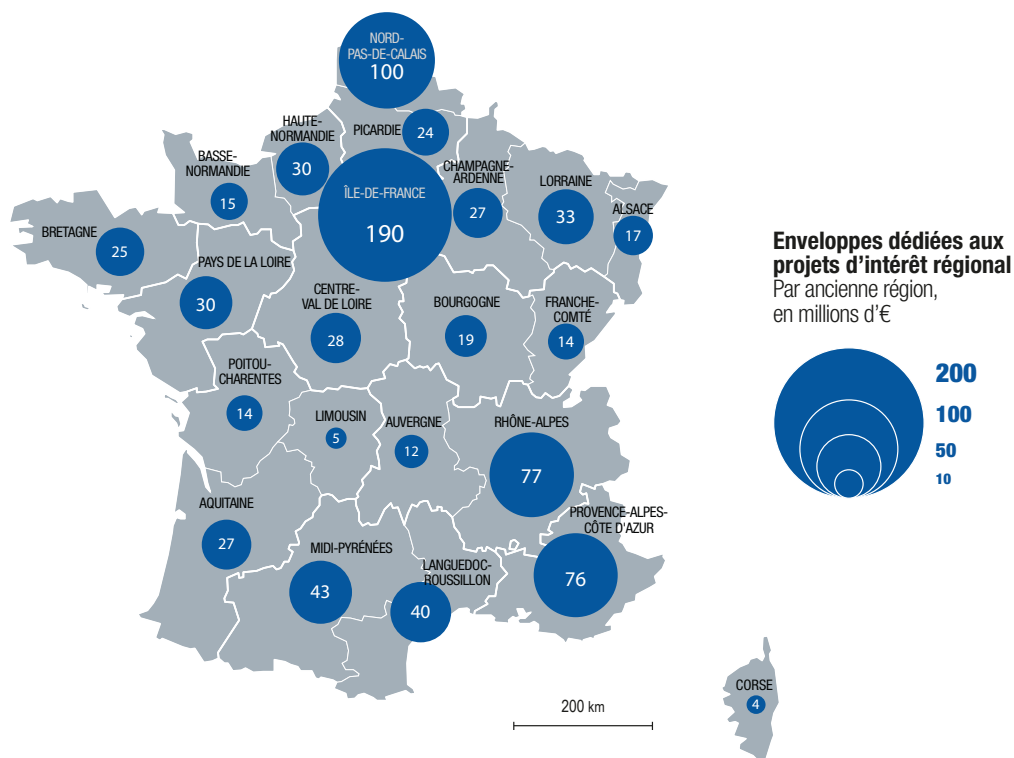 NORD-
PAS-DE-CALAIS
100
PICARDIE
24
HAUTE-
NORMANDIE
30
BASSE-
NORMANDIE
15
ÎLE-DE-FRANCE
190
CHAMPAGNE-
ARDENNE
27
LORRAINE
33
ALSACE
17
BRETAGNE
25
PAYS DE LA LOIRE
30
CENTRE-
VAL DE LOIRE
28
BOURGOGNE
19
FRANCHE-
COMTÉ
14
POITOU-
CHARENTES
14
LIMOUSIN
5
AUVERGNE
12
RHÔNE-ALPES
77
AQUITAINE
27
MIDI-PYRÉNÉES
43
LANGUEDOC-
ROUSSILLON
40
PROVENCE-ALPES-
CÔTE D'AZUR
76
CORSE
4
200 km
Enveloppes dédiées aux
projets d'intérêt régional
Par ancienne région,
en millions d'€
200
100
50
10